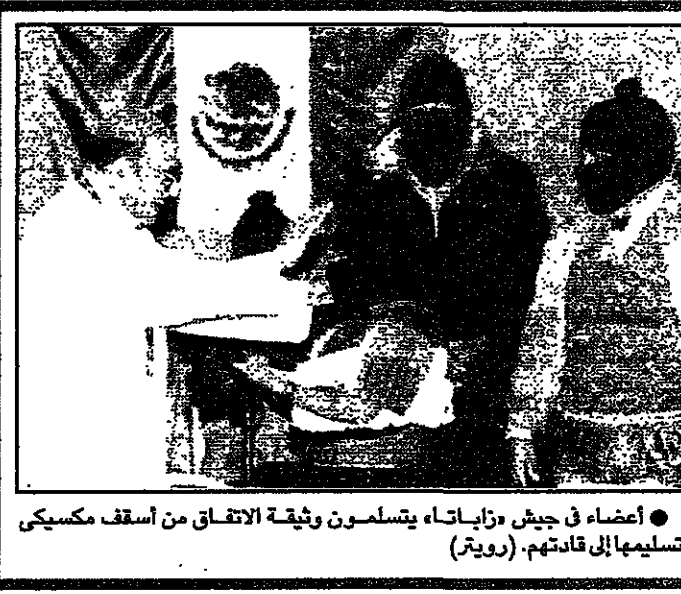 ● أعضاء في جيش «زاباتا» يتسلمون وثيقة الاتفاق من أسقف مكسيكي
تسليمها إلى قادتهم. (رويتر)